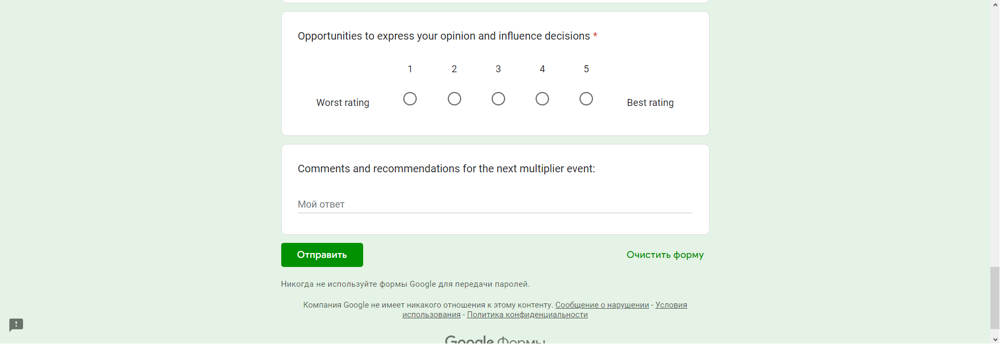 Opportunities to express your opinion and influence decisions *
1 2 3 4 5
Worst rating Best rating
Comments and recommendations for the next multiplier event:
Мой ответ
Отправить Очистить форму
Никогда не используйте формы Google для передачи паролей.
Компания Google не имеет никакого отношения к этому контенту. Сообщение о нарушении - Условия
использования - Политика конфиденциальности
Google Формы